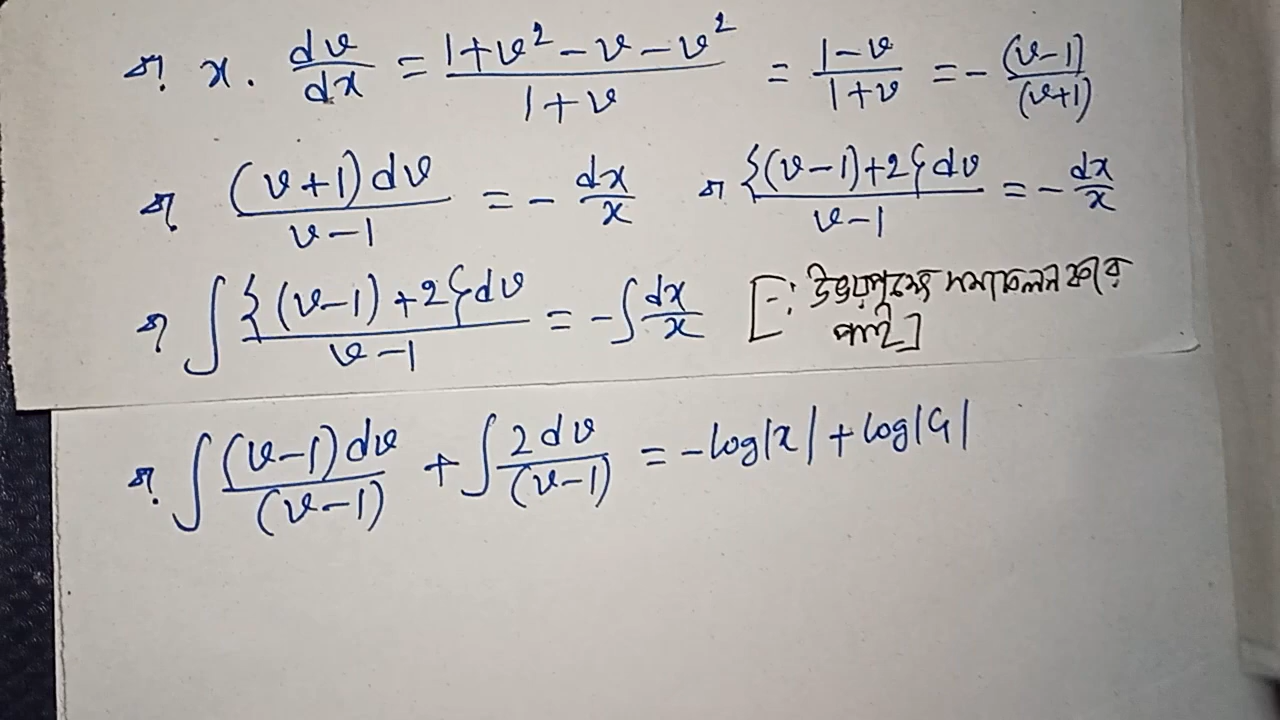 বা, x. dv/dx = (1+v²-v-v²)/(1+v) = (1-v)/(1+v) = -(v-1)/(v+1)
বা, (v+1)dv/(v-1) = -dx/x বা, {(v-1)+2}dv/(v-1) = -dx/x
বা, ∫{(v-1)+2}dv/(v-1) = -∫dx/x [∵ উভয়পক্ষে সমাকলন করে
পাই]
বা, ∫(v-1)dv/(v-1) + ∫2dv/(v-1) = -log|x| + log|C₁|